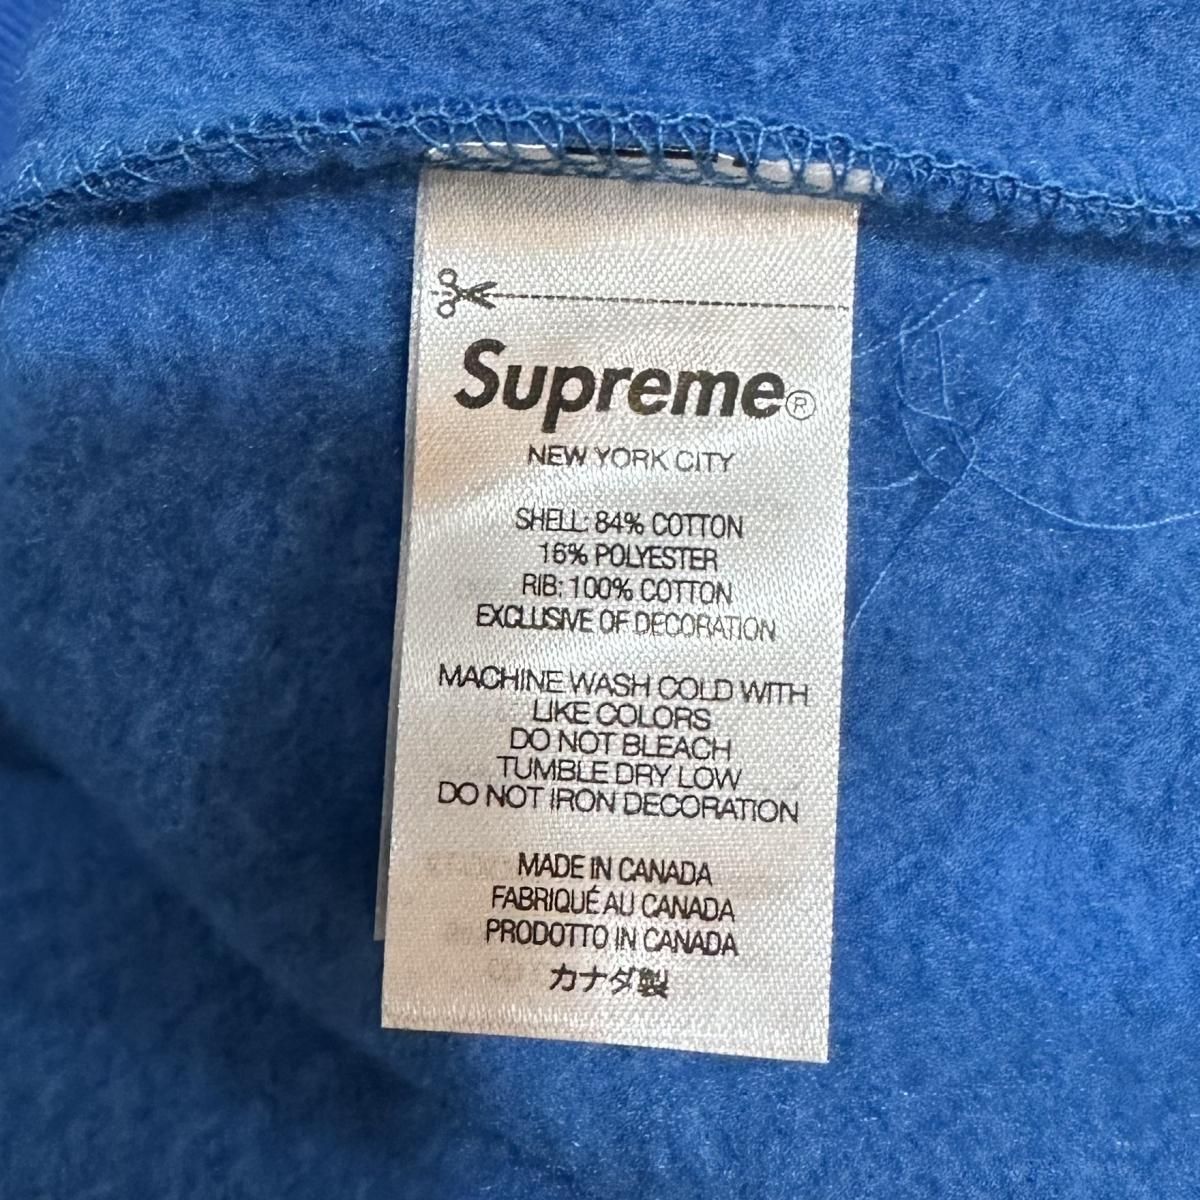 Supreme®
NEW YORK CITY
SHELL: 84% COTTON
16% POLYESTER
RIB: 100% COTTON
EXCLUSIVE OF DECORATION
MACHINE WASH COLD WITH
LIKE COLORS
DO NOT BLEACH
TUMBLE DRY LOW
DO NOT IRON DECORATION
MADE IN CANADA
FABRIQUÉ AU CANADA
PRODOTTO IN CANADA
カナダ製